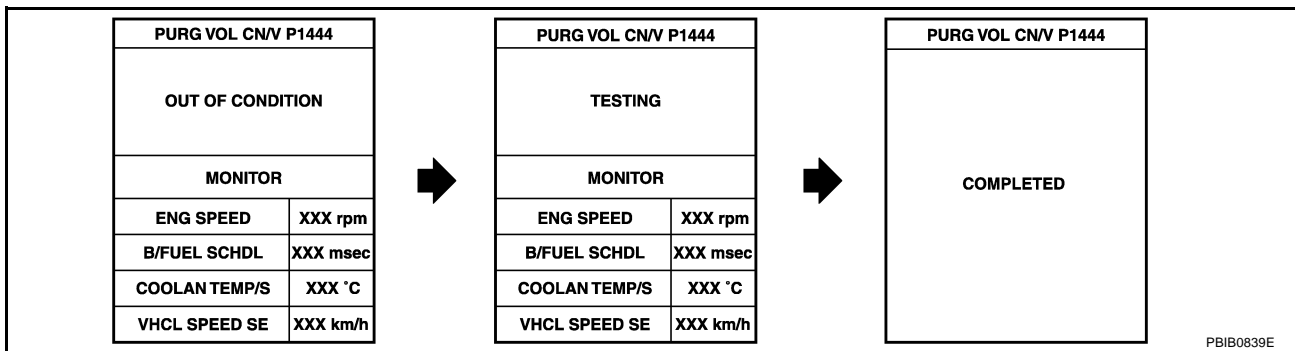 PURG VOL CN/V P1444
OUT OF CONDITION
MONITOR
ENG SPEED XXX rpm
B/FUEL SCHDL XXX msec
COOLAN TEMP/S XXX °C
VHCL SPEED SE XXX km/h
PURG VOL CN/V P1444
TESTING
MONITOR
ENG SPEED XXX rpm
B/FUEL SCHDL XXX msec
COOLAN TEMP/S XXX °C
VHCL SPEED SE XXX km/h
PURG VOL CN/V P1444
COMPLETED
PBIB0839E